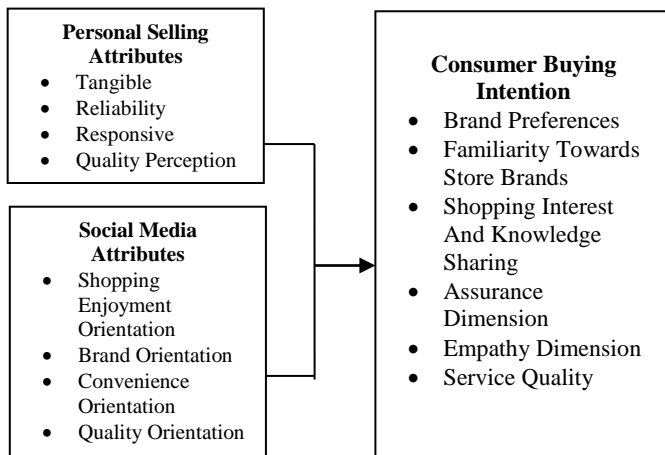 Personal Selling
Attributes
• Tangible
• Reliability
• Responsive
• Quality Perception
Social Media
Attributes
• Shopping
Enjoyment
Orientation
• Brand Orientation
• Convenience
Orientation
• Quality Orientation
Consumer Buying
Intention
• Brand Preferences
• Familiarity Towards
Store Brands
• Shopping Interest
And Knowledge
Sharing
• Assurance
Dimension
• Empathy Dimension
• Service Quality